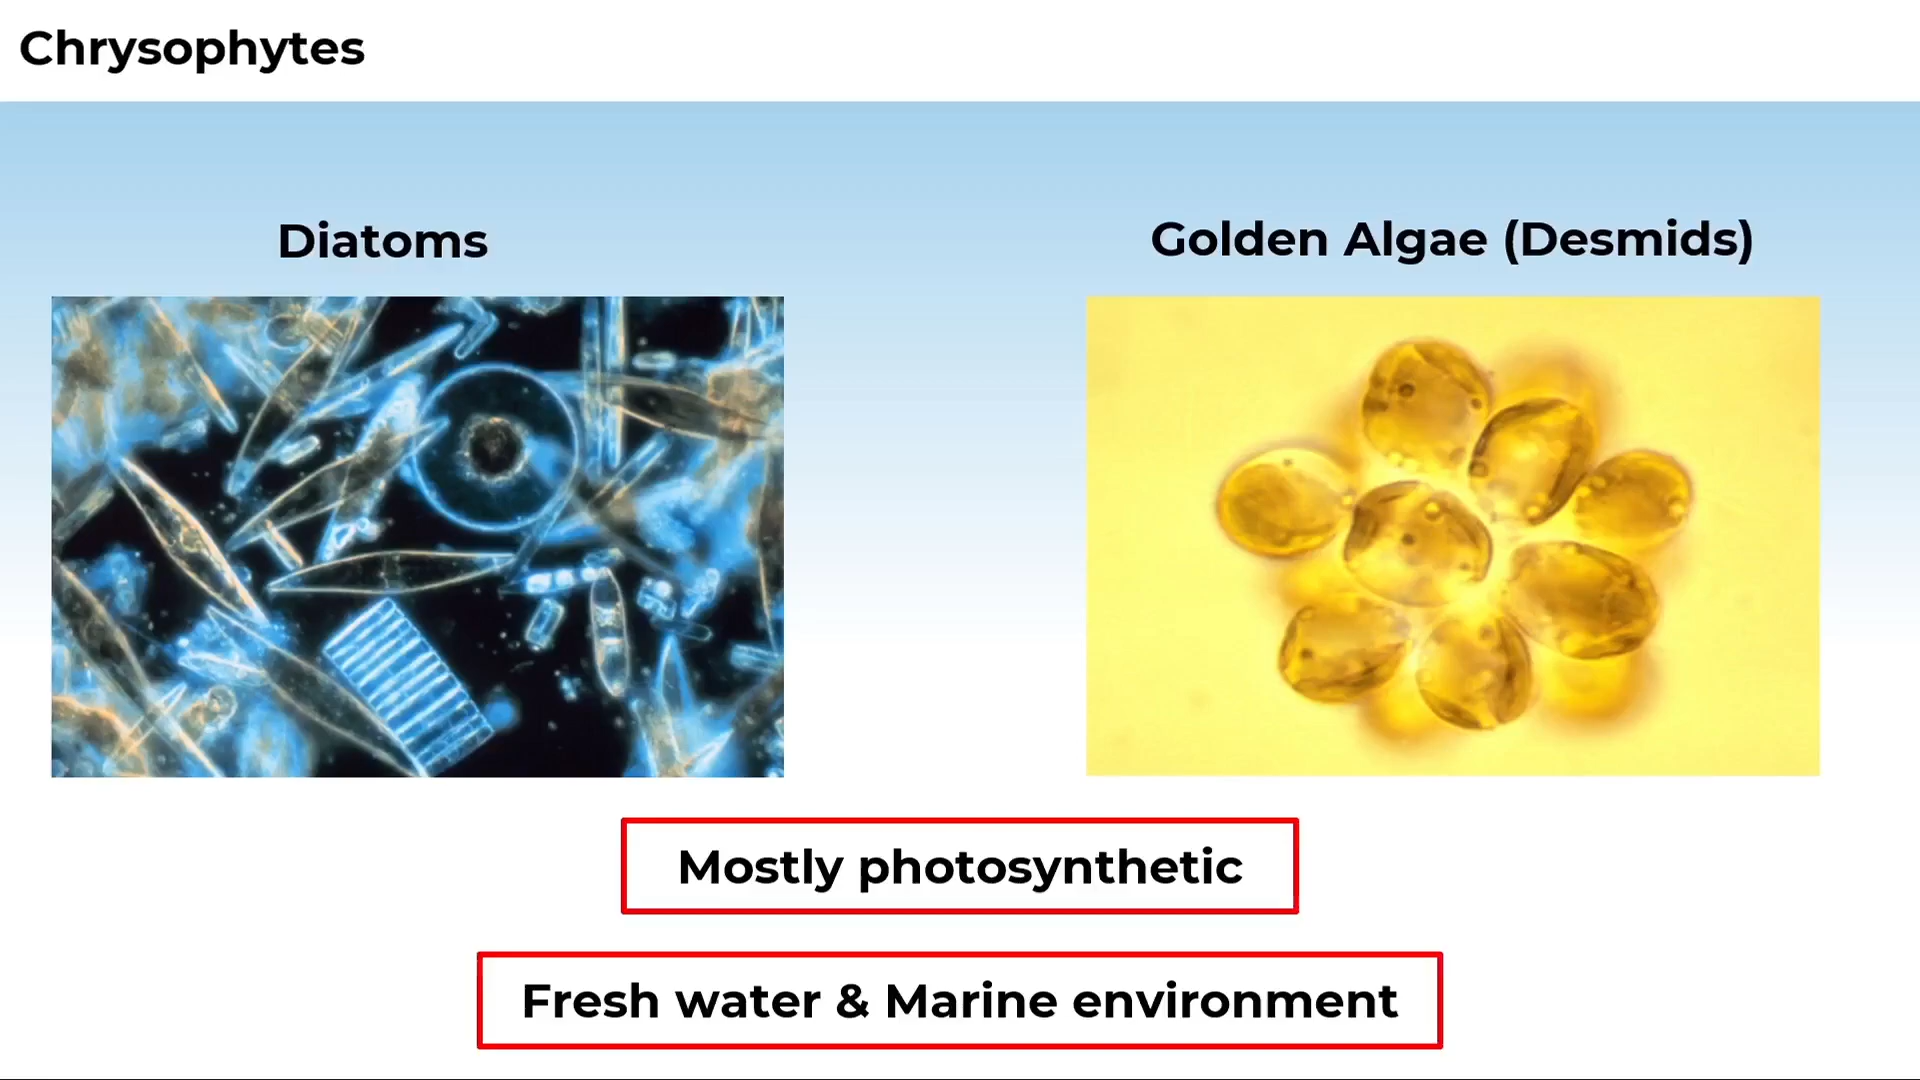 Chrysophytes
Diatoms
Golden Algae (Desmids)
Mostly photosynthetic
Fresh water & Marine environment